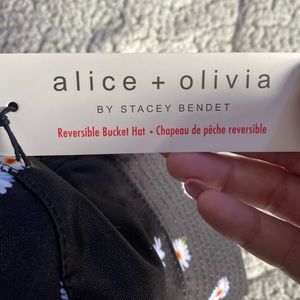 alice + olivia
BY STACEY BENDET
Reversible Bucket Hat • Chapeau de pêche reversible